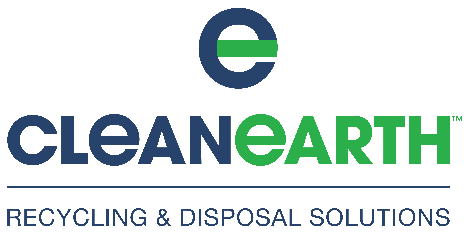 e
CLeANeARTH™
RECYCLING & DISPOSAL SOLUTIONS